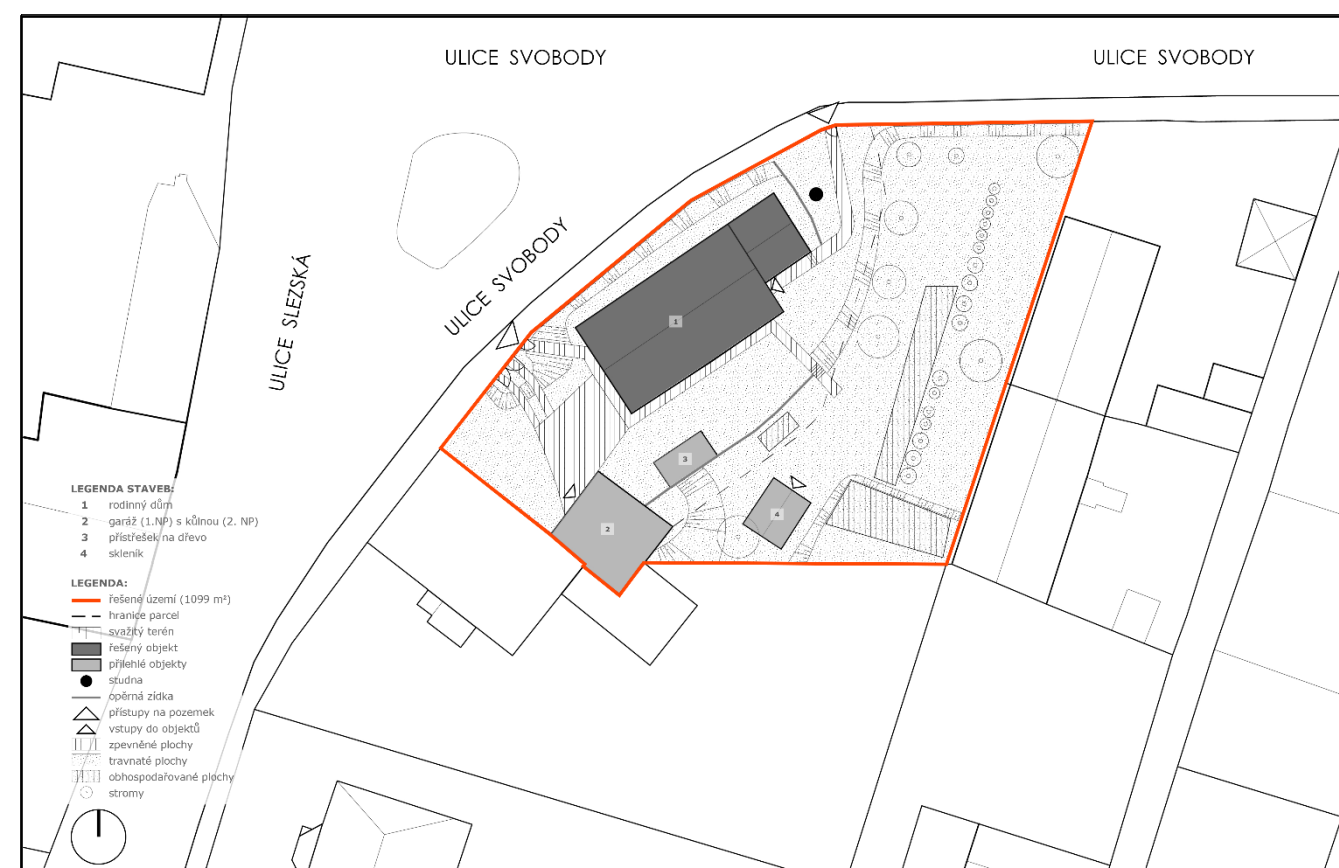 ULICE SVOBODY
ULICE SVOBODY
ULICE SVOBODY
ULICE SLEZSKÁ
1
2
3
4
LEGENDA STAVEB:
1 rodinný dům
2 garáž (1.NP) s kůlnou (2. NP)
3 přístřešek na dřevo
4 skleník
LEGENDA:
řešené území (1099 m²)
hranice parcel
svažitý terén
řešený objekt
přilehlé objekty
studna
opěrná zídka
přístupy na pozemek
vstupy do objektů
zpevněné plochy
travnaté plochy
obhospodařované plochy
stromy